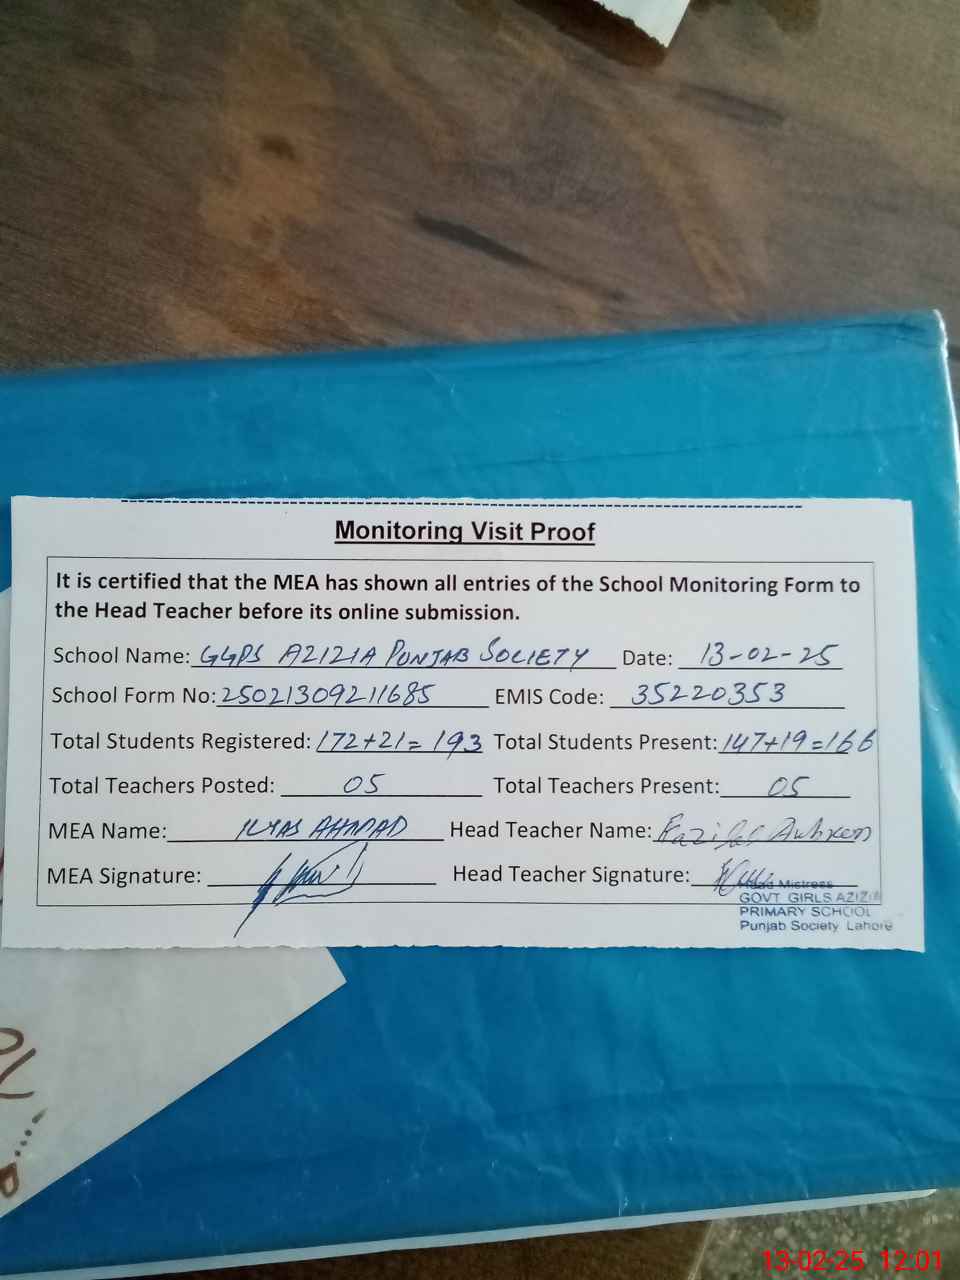 Monitoring Visit Proof
It is certified that the MEA has shown all entries of the School Monitoring Form to
the Head Teacher before its online submission.
School Name: GGPS AZIZIA PUNJAB SOCIETY Date: 13-02-25
School Form No: 25021309211685 EMIS Code: 35220353
Total Students Registered: 172+21= 193 Total Students Present: 147+19=166
Total Teachers Posted: 05 Total Teachers Present: 05
MEA Name: ILYAS AHMAD Head Teacher Name:
MEA Signature: Head Teacher Signature:
Head Mistress
GOVT GIRLS AZIZIA
PRIMARY SCHOOL
Punjab Society Lahore
13-02-25 12.01